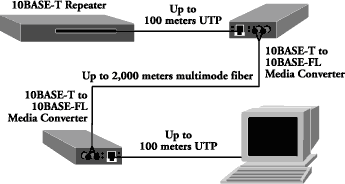 10BASE-T Repeater
Up to
100 meters UTP
10BASE-T to
10BASE-FL
Media Converter
Up to 2,000 meters multimode fiber
10BASE-T to
10BASE-FL
Media Converter
Up to
100 meters UTP